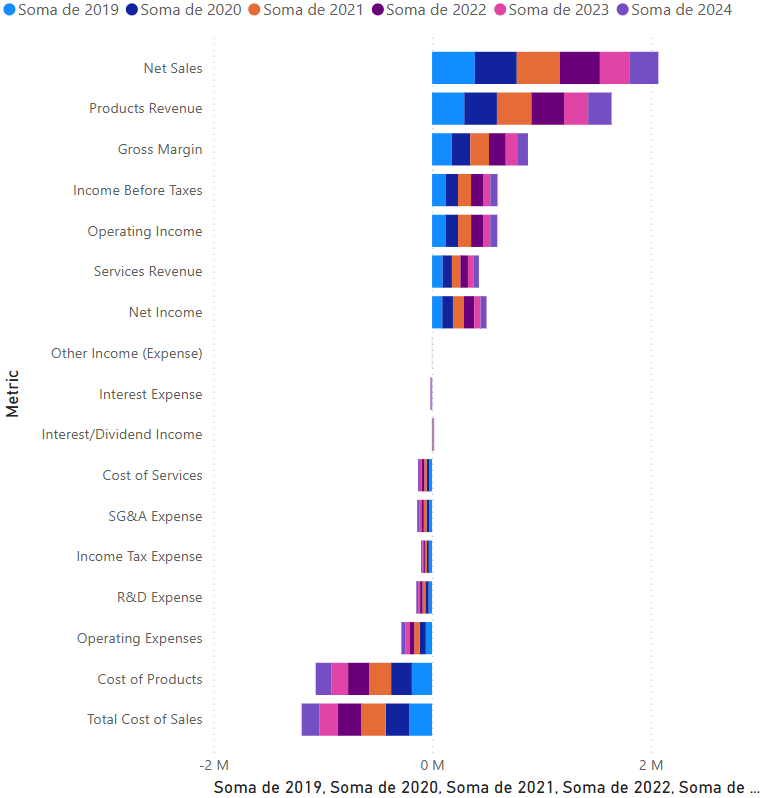 Soma de 2019 Soma de 2020 Soma de 2021 Soma de 2022 Soma de 2023 Soma de 2024
Net Sales
Products Revenue
Gross Margin
Income Before Taxes
Operating Income
Services Revenue
Net Income
Other Income (Expense)
Interest Expense
Interest/Dividend Income
Cost of Services
SG&A Expense
Income Tax Expense
R&D Expense
Operating Expenses
Cost of Products
Total Cost of Sales
Metric
-2 M 0 M 2 M
Soma de 2019, Soma de 2020, Soma de 2021, Soma de 2022, Soma de ...